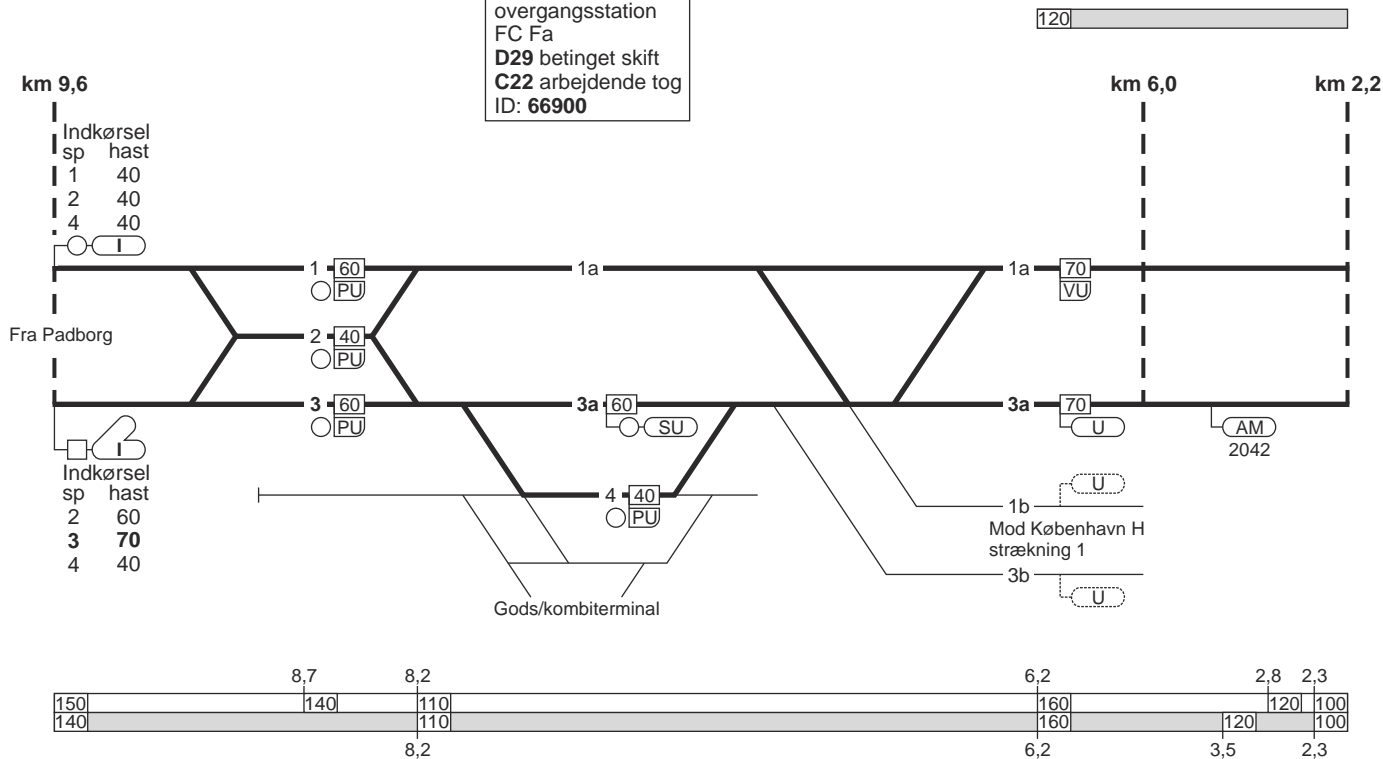 overgangsstation
FC Fa
D29 betinget skift
C22 arbejdende tog
ID: 66900
120
km 9,6
km 6,0
km 2,2
Indkørsel
sp hast
1 40
2 40
4 40
I
1 60
PU
1a
1a 70
VU
Fra Padborg
2 40
PU
3 60
PU
3a 60
SU
3a 70
U
AM
2042
I
Indkørsel
sp hast
2 60
3 70
4 40
4 40
PU
U
1b
Mod København H
strækning 1
3b
U
Gods/kombiterminal
8,7 8,2 6,2 2,8 2,3
150 140 110 160 120 100
140 110 160 120 100
8,2 6,2 3,5 2,3